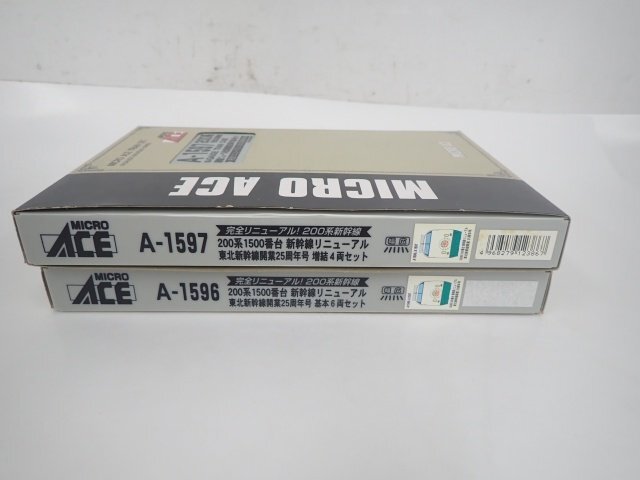 MICRO ACE
A-1597
MICRO ACE
A-1597
完全リニューアル! 200系新幹線
200系1500番台 新幹線リニューアル
東北新幹線開業25周年号 増結4両セット
4968279112386
MICRO ACE
A-1596
完全リニューアル! 200系新幹線
200系1500番台 新幹線リニューアル
東北新幹線開業25周年号 基本6両セット